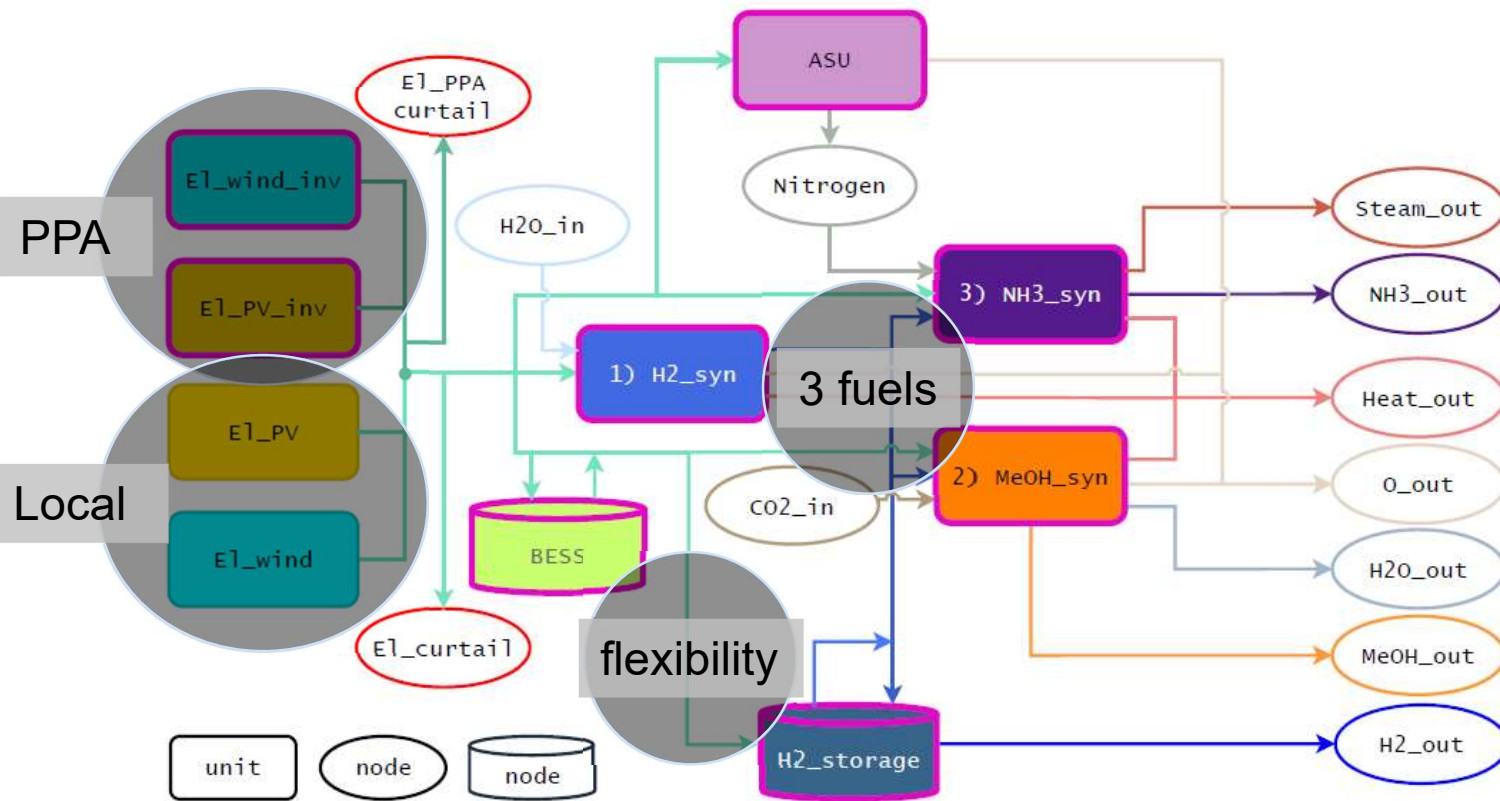 ASU
El_PPA
curtail
El_wind_inv
Nitrogen
PPA
Steam_out
H2O_in
El_PV_inv
3) NH3_syn
NH3_out
1) H2_syn
3 fuels
Heat_out
El_PV
2) MeOH_syn
O_out
Local
CO2_in
El_wind
BESS
H2O_out
El_curtail
flexibility
MeOH_out
H2_out
unit
node
node
H2_storage